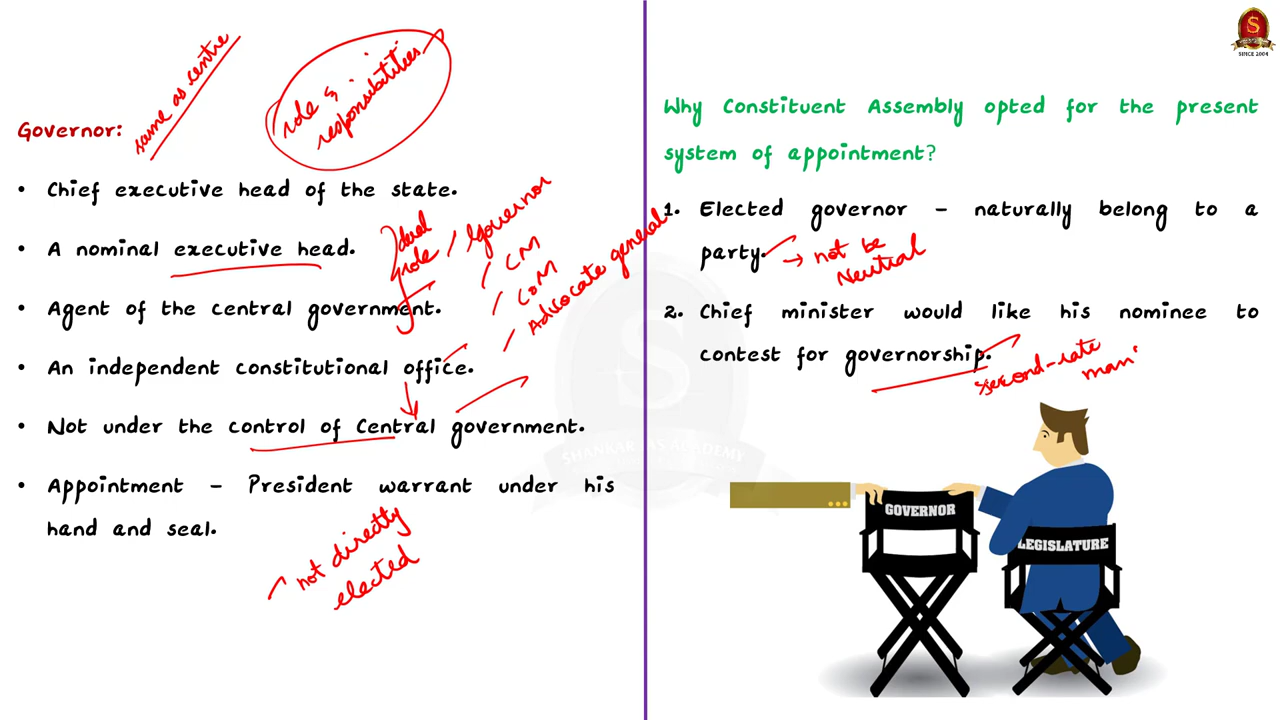 same as centre
role &
responsibilities
Governor:
• Chief executive head of the state.
• A nominal executive head.
• Agent of the central government.
• An independent constitutional office.
• Not under the control of Central government.
• Appointment – President warrant under his
hand and seal.
dual
role
Governor
CM
COM
Advocate general
not directly
elected
Why Constituent Assembly opted for the present
system of appointment?
1. Elected governor – naturally belong to a
party.
→ not be
Neutral
2. Chief minister would like his nominee to
contest for governorship.
second-rate
man
GOVERNOR
LEGISLATURE
SHANKAR IAS ACADEMY
S
SINCE 2004